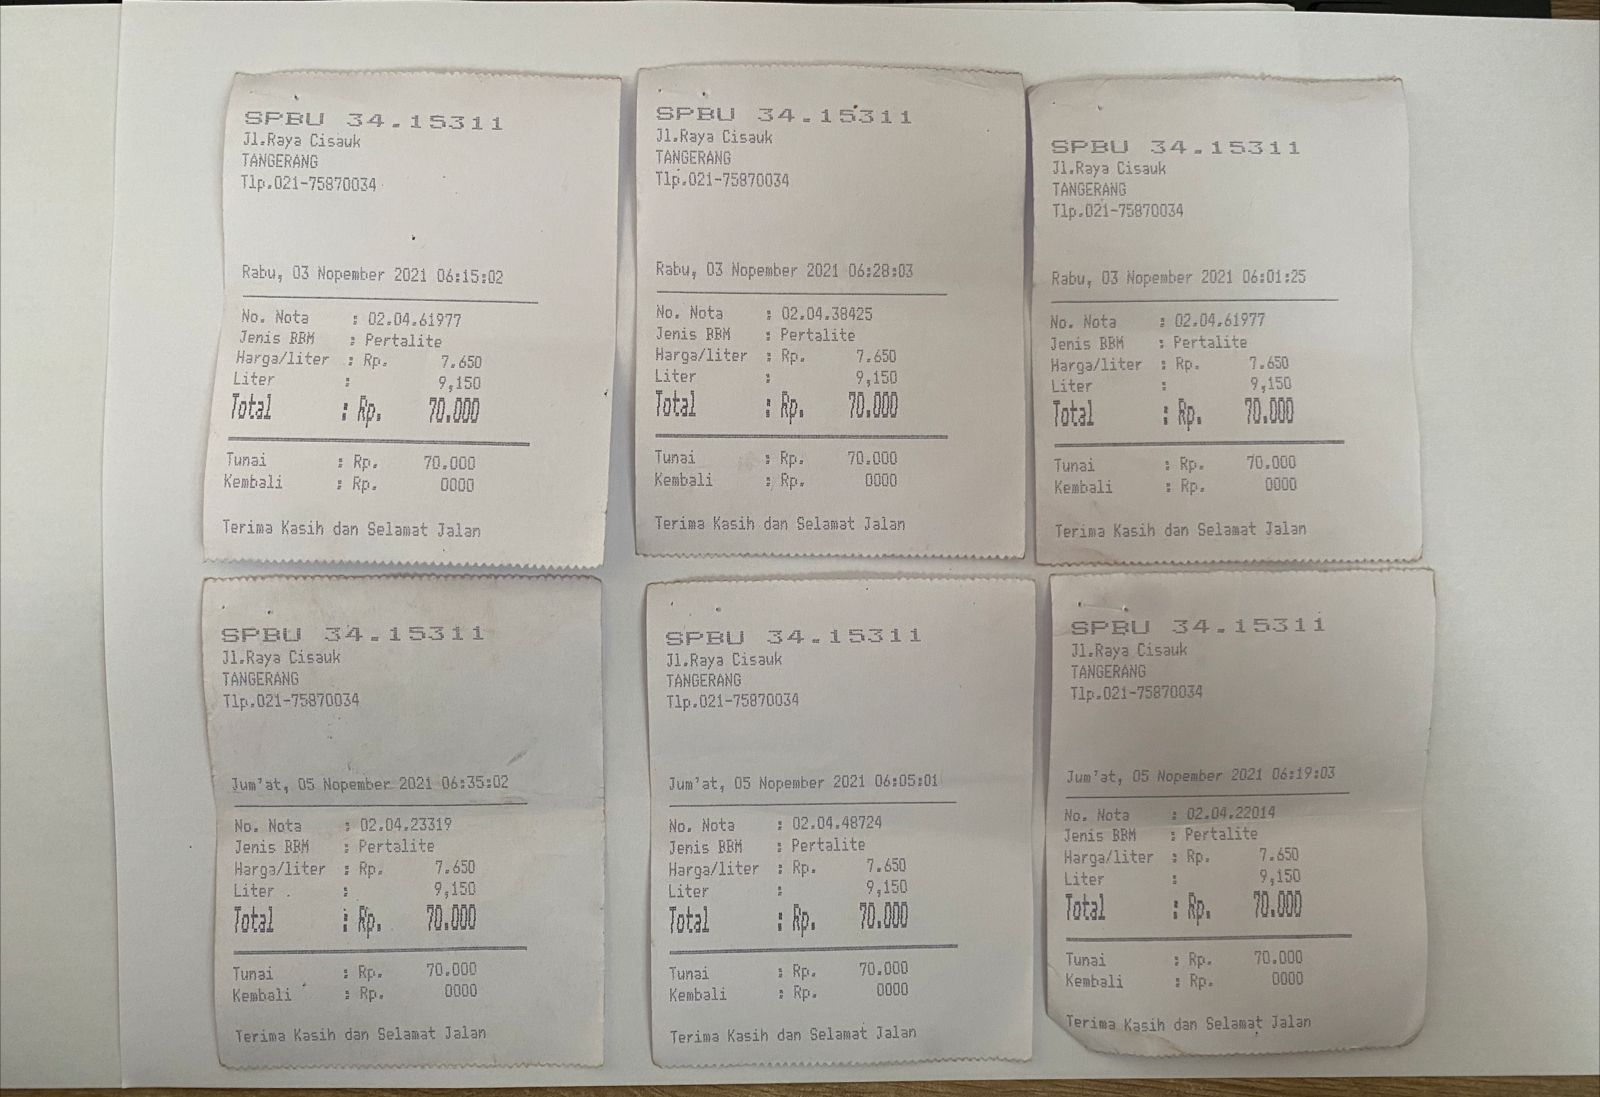 SPBU 34.15311
Jl.Raya Cisauk
TANGERANG
Tlp.021-75870034
Rabu, 03 Nopember 2021 06:15:02
No. Nota : 02.04.61977
Jenis BBM : Pertalite
Harga/liter : Rp. 7.650
Liter : 9,150
Total : Rp. 70.000
Tunai : Rp. 70.000
Kembali : Rp. 0000
Terima Kasih dan Selamat Jalan
SPBU 34.15311
Jl.Raya Cisauk
TANGERANG
Tlp.021-75870034
Rabu, 03 Nopember 2021 06:28:03
No. Nota : 02.04.38425
Jenis BBM : Pertalite
Harga/liter : Rp. 7.650
Liter : 9,150
Total : Rp. 70.000
Tunai : Rp. 70.000
Kembali : Rp. 0000
Terima Kasih dan Selamat Jalan
SPBU 34.15311
Jl.Raya Cisauk
TANGERANG
Tlp.021-75870034
Rabu, 03 Nopember 2021 06:01:25
No. Nota : 02.04.61977
Jenis BBM : Pertalite
Harga/liter : Rp. 7.650
Liter : 9,150
Total : Rp. 70.000
Tunai : Rp. 70.000
Kembali : Rp. 0000
Terima Kasih dan Selamat Jalan
SPBU 34.15311
Jl.Raya Cisauk
TANGERANG
Tlp.021-75870034
Jum'at, 05 Nopember 2021 06:35:02
No. Nota : 02.04.23319
Jenis BBM : Pertalite
Harga/liter : Rp. 7.650
Liter : 9,150
Total : Rp. 70.000
Tunai : Rp. 70.000
Kembali : Rp. 0000
Terima Kasih dan Selamat Jalan
SPBU 34.15311
Jl.Raya Cisauk
TANGERANG
Tlp.021-75870034
Jum'at, 05 Nopember 2021 06:05:01
No. Nota : 02.04.48724
Jenis BBM : Pertalite
Harga/liter : Rp. 7.650
Liter : 9,150
Total : Rp. 70.000
Tunai : Rp. 70.000
Kembali : Rp. 0000
Terima Kasih dan Selamat Jalan
SPBU 34.15311
Jl.Raya Cisauk
TANGERANG
Tlp.021-75870034
Jum'at, 05 Nopember 2021 06:19:03
No. Nota : 02.04.22014
Jenis BBM : Pertalite
Harga/liter : Rp. 7.650
Liter : 9,150
Total : Rp. 70.000
Tunai : Rp. 70.000
Kembali : Rp. 0000
Terima Kasih dan Selamat Jalan